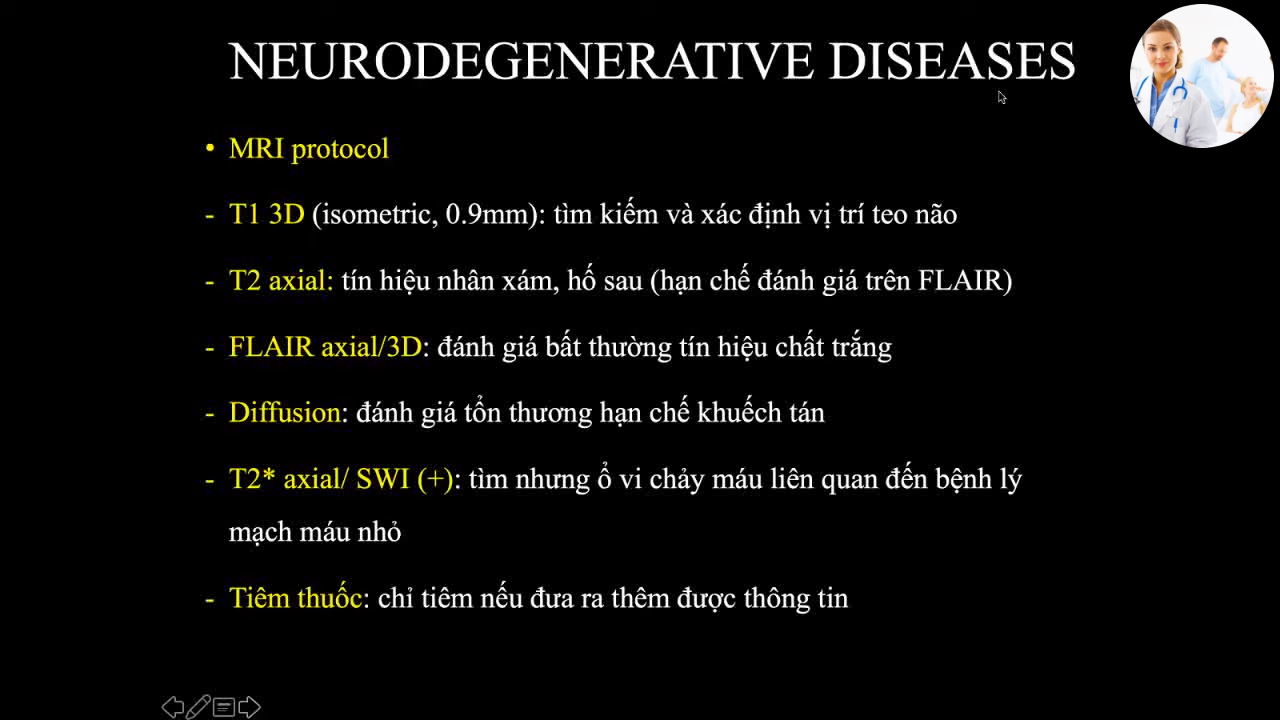 NEURODEGENERATIVE DISEASES
• MRI protocol
- T1 3D (isometric, 0.9mm): tìm kiếm và xác định vị trí teo não
- T2 axial: tín hiệu nhân xám, hố sau (hạn chế đánh giá trên FLAIR)
- FLAIR axial/3D: đánh giá bất thường tín hiệu chất trắng
- Diffusion: đánh giá tổn thương hạn chế khuếch tán
- T2* axial/ SWI (+): tìm nhưng ổ vi chảy máu liên quan đến bệnh lý
mạch máu nhỏ
- Tiêm thuốc: chỉ tiêm nếu đưa ra thêm được thông tin